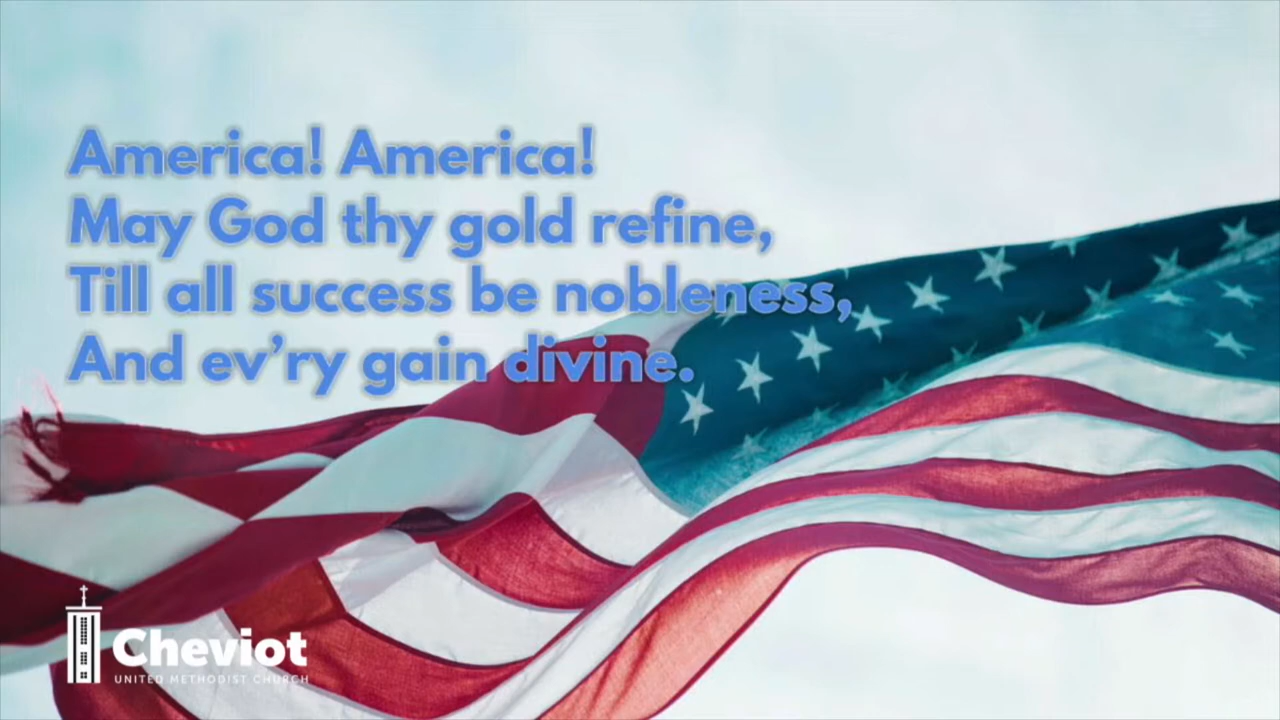 America! America!
May God thy gold refine,
Till all success be nobleness,
And ev’ry gain divine.
Cheviot
UNITED METHODIST CHURCH